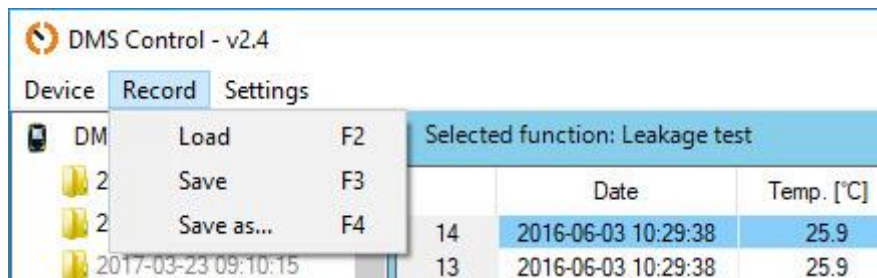 DMS Control - v2.4
Device Record Settings
DM
Load F2
Selected function: Leakage test
2
Save F3
Date Temp. [°C]
2
Save as... F4
14 2016-06-03 10:29:38 25.9
2017-03-23 09:10:15
13 2016-06-03 10:29:38 25.9